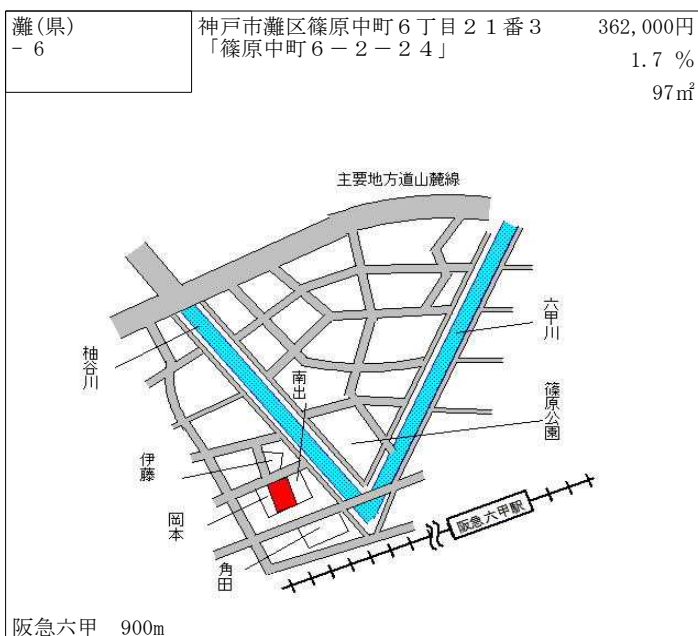 灘(県)
- 6
神戸市灘区篠原中町６丁目２１番３
「篠原中町６－２－２４」
362,000円
1.7 %
97㎡
主要地方道山麓線
六甲川
柚谷川
南出
篠原公園
伊藤
岡本
角田
阪急六甲駅
阪急六甲　900m